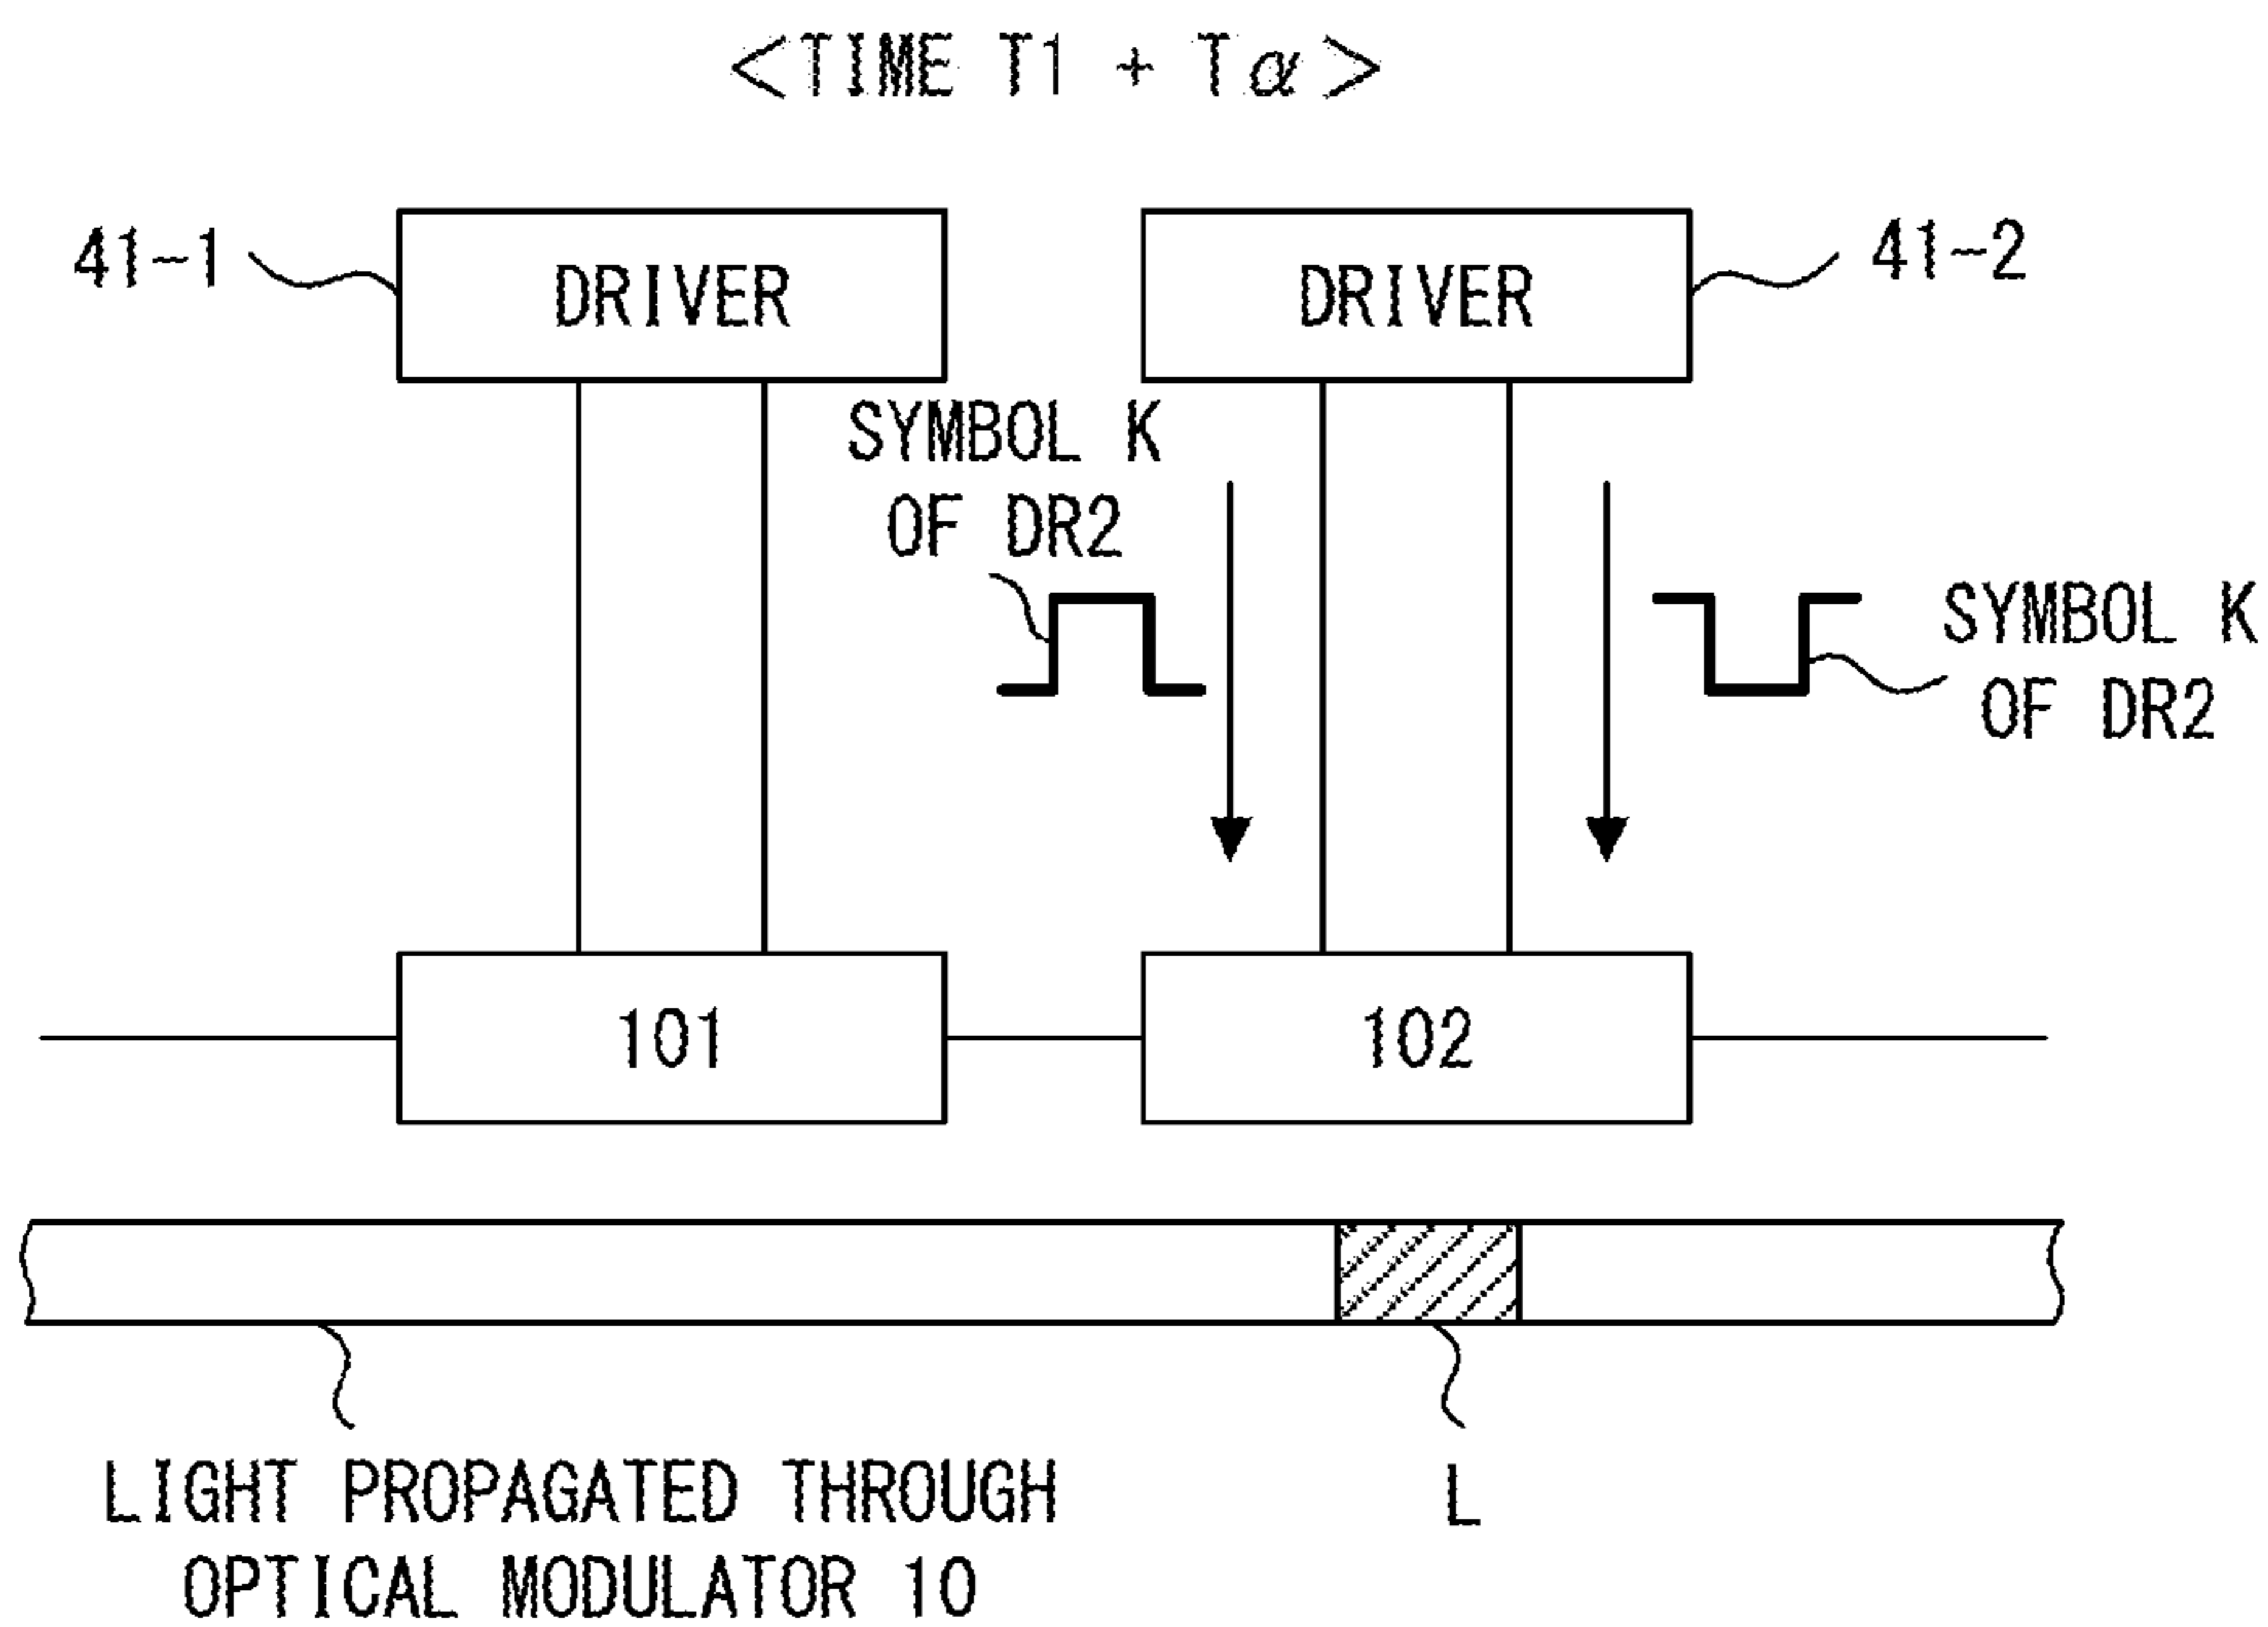 <TIME T1 + Tα>
41-1
DRIVER
DRIVER
41-2
SYMBOL K
OF DR2
SYMBOL K
OF DR2
101
102
LIGHT PROPAGATED THROUGH
OPTICAL MODULATOR 10
L